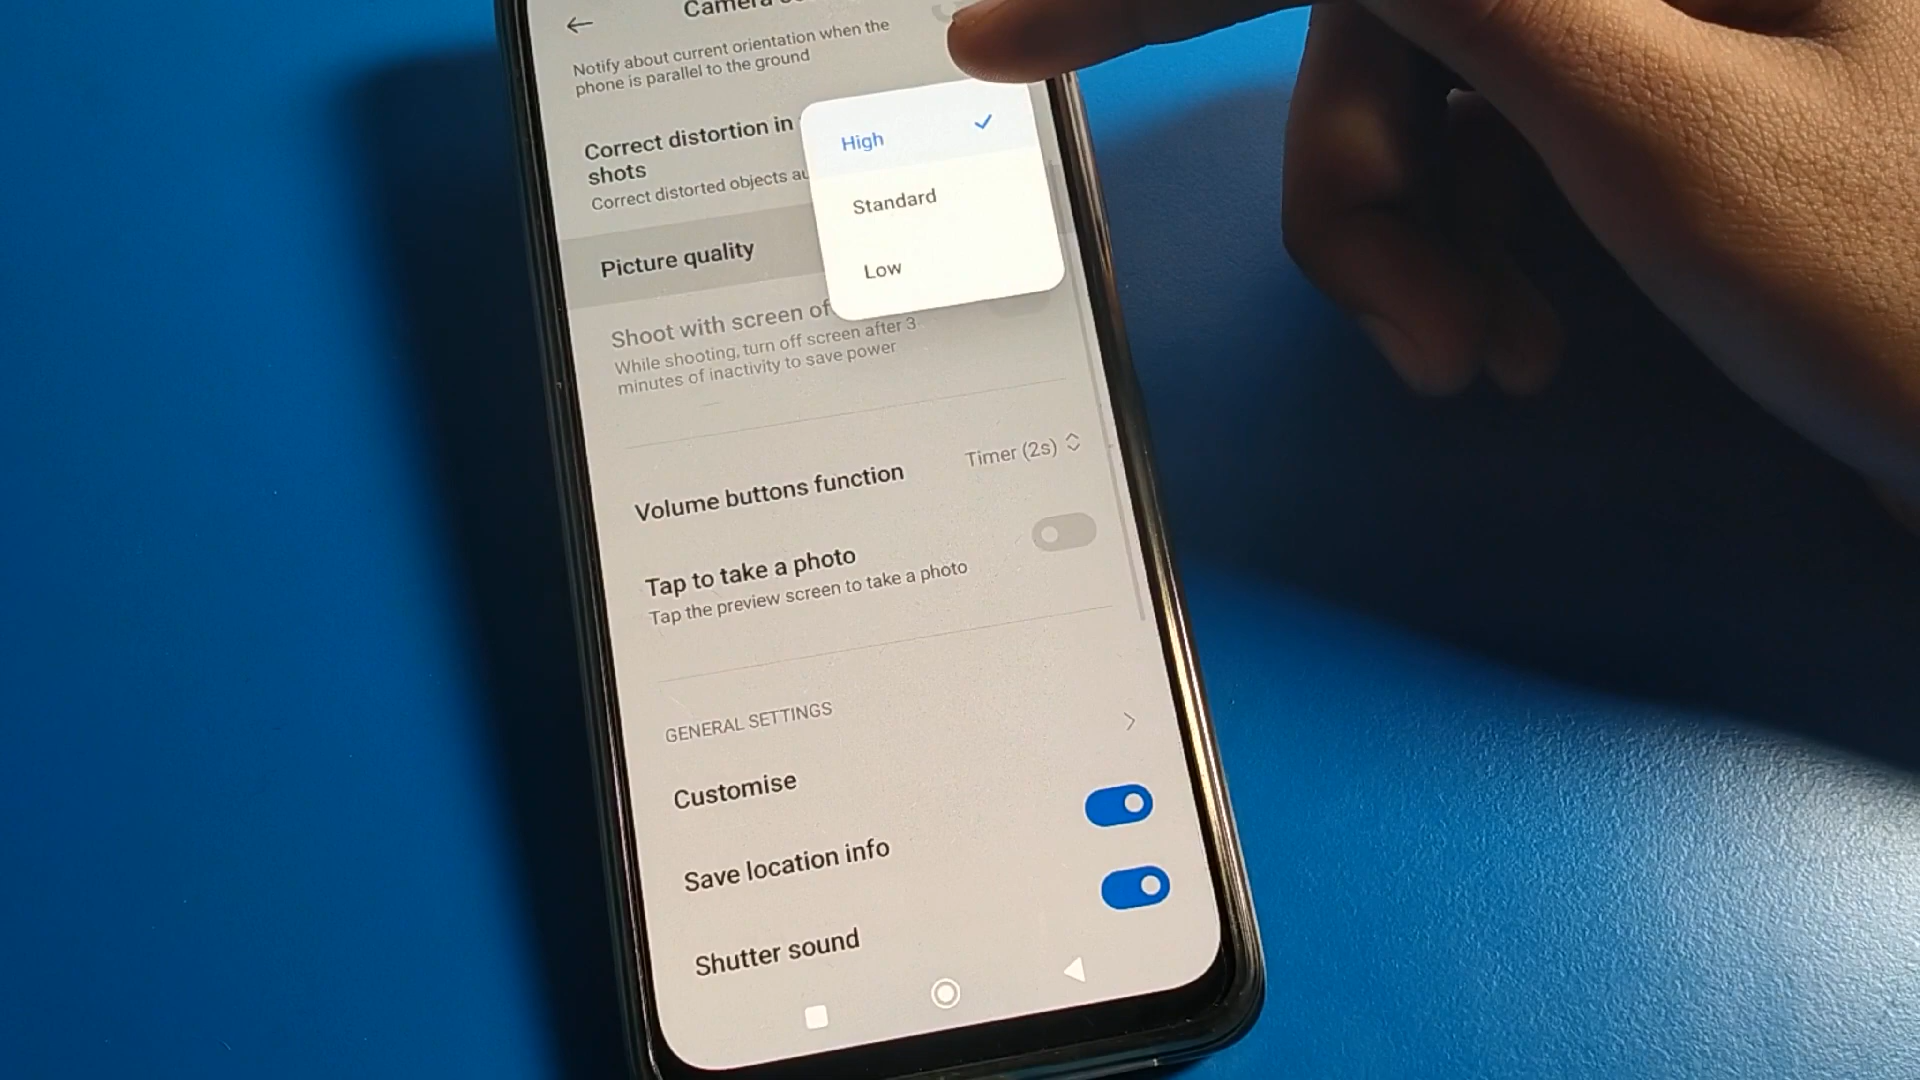 Camera
Notify about current orientation when the
phone is parallel to the ground
Correct distortion in
shots
Correct distorted objects
High
Standard
Low
Picture quality
Shoot with screen
While shooting, turn off screen after 3
minutes of inactivity to save power
Volume buttons function
Timer (2s)
Tap to take a photo
Tap the preview screen to take a photo
GENERAL SETTINGS
Customise
Save location info
Shutter sound